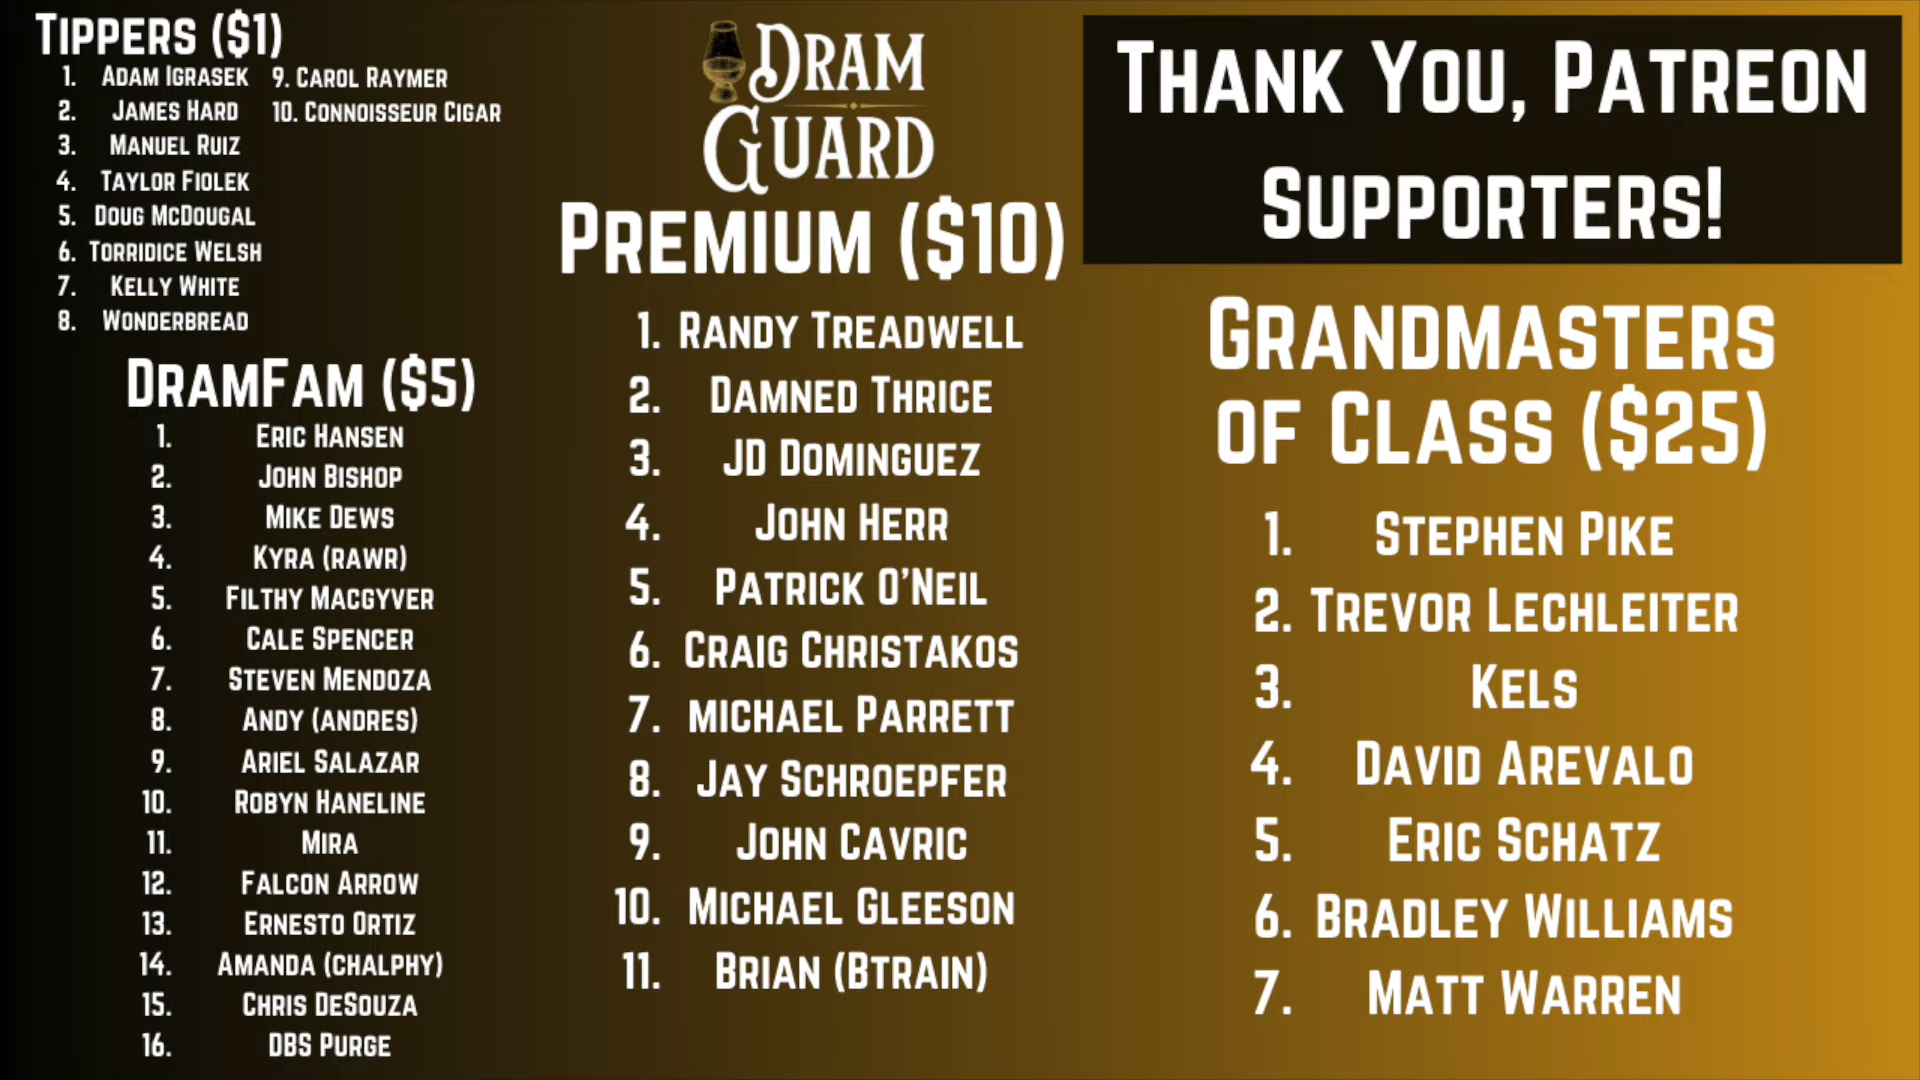 Tippers ($1)
1. Adam Igrasek
2. James Hard
3. Manuel Ruiz
4. Taylor Fiolek
5. Doug McDougal
6. Torridice Welsh
7. Kelly White
8. Wonderbread
9. Carol Raymer
10. Connoisseur Cigar
DramFam ($5)
1. Eric Hansen
2. John Bishop
3. Mike Dews
4. Kyra (rawr)
5. Filthy Macgyver
6. Cale Spencer
7. Steven Mendoza
8. Andy (andres)
9. Ariel Salazar
10. Robyn Haneline
11. Mira
12. Falcon Arrow
13. Ernesto Ortiz
14. Amanda (chalphy)
15. Chris DeSouza
16. DBS Purge
Dram
Guard
Premium ($10)
1. Randy Treadwell
2. Damned Thrice
3. JD Dominguez
4. John Herr
5. Patrick O'Neil
6. Craig Christakos
7. michael Parrett
8. Jay Schroepfer
9. John Cavric
10. Michael Gleeson
11. Brian (Btrain)
Thank You, Patreon
Supporters!
Grandmasters
of Class ($25)
1. Stephen Pike
2. Trevor Lechleiter
3. Kels
4. David Arevalo
5. Eric Schatz
6. Bradley Williams
7. Matt Warren